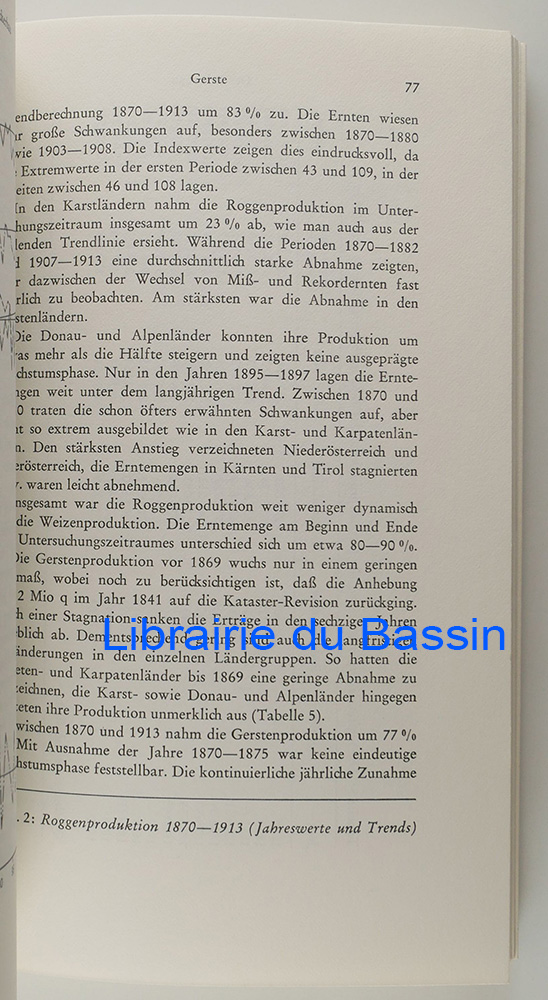 Gerste 77
endberechnung 1870—1913 um 83 % zu. Die Ernten wiesen
r große Schwankungen auf, besonders zwischen 1870—1880
wie 1903—1908. Die Indexwerte zeigen dies eindrucksvoll, da
Extremwerte in der ersten Periode zwischen 43 und 109, in der
eiten zwischen 46 und 108 lagen.
In den Karstländern nahm die Roggenproduktion im Unter-
hungszeitraum insgesamt um 23 % ab, wie man auch aus der
lenden Trendlinie ersieht. Während die Perioden 1870—1882
d 1907—1913 eine durchschnittlich starke Abnahme zeigten,
r dazwischen der Wechsel von Miß- und Rekordernten fast
rlich zu beobachten. Am stärksten war die Abnahme in den
stenländern.
Die Donau- und Alpenländer konnten ihre Produktion um
as mehr als die Hälfte steigern und zeigten keine ausgeprägte
chstumsphase. Nur in den Jahren 1895—1897 lagen die Ernte-
ngen weit unter dem langjährigen Trend. Zwischen 1870 und
0 traten die schon öfters erwähnten Schwankungen auf, aber
t so extrem ausgebildet wie in den Karst- und Karpatenlän-
n. Den stärksten Anstieg verzeichneten Niederösterreich und
erösterreich, die Erntemengen in Kärnten und Tirol stagnierten
. waren leicht abnehmend.
nsgesamt war die Roggenproduktion weit weniger dynamisch
die Weizenproduktion. Die Erntemenge am Beginn und Ende
Untersuchungszeitraumes unterschied sich um etwa 80—90 %.
Die Gerstenproduktion vor 1869 wuchs nur in einem geringen
maß, wobei noch zu berücksichtigen ist, daß die Anhebung
2 Mio q im Jahr 1841 auf die Kataster-Revision zurückging.
h einer Stagnation sanken die Erträge in den sechziger Jahren
blich ab. Dementsprechend gering sind auch die langfristigen
änderungen in den einzelnen Ländergruppen. So hatten die
eten- und Karpatenländer bis 1869 eine geringe Abnahme zu
zeichnen, die Karst- sowie Donau- und Alpenländer hingegen
eten ihre Produktion unmerklich aus (Tabelle 5).
wischen 1870 und 1913 nahm die Gerstenproduktion um 77 %
Mit Ausnahme der Jahre 1870—1875 war keine eindeutige
hstumsphase feststellbar. Die kontinuierliche jährliche Zunahme
. 2: Roggenproduktion 1870—1913 (Jahreswerte und Trends)
Librairie du Bassin